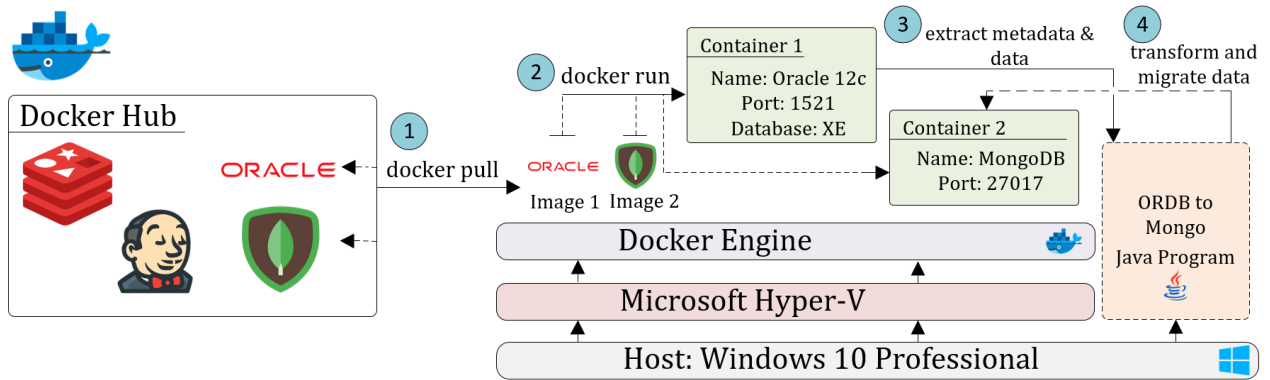 Docker Hub
ORACLE
1
docker pull
2
docker run
ORACLE
Image 1
Image 2
Container 1
Name: Oracle 12c
Port: 1521
Database: XE
3
extract metadata &
data
4
transform and
migrate data
Container 2
Name: MongoDB
Port: 27017
ORDB to
Mongo
Java Program
Docker Engine
Microsoft Hyper-V
Host: Windows 10 Professional